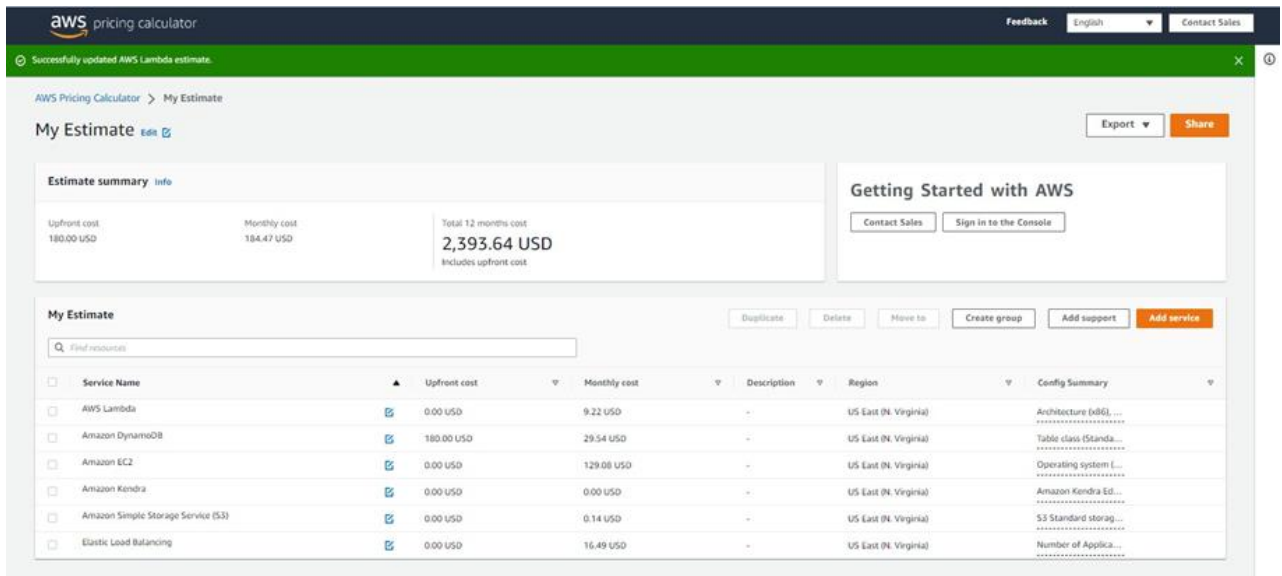 aws pricing calculator Feedback English Contact Sales
Successfully updated AWS Lambda estimate.
AWS Pricing Calculator > My Estimate
My Estimate Edit
Export Share
Estimate summary Info
Upfront cost Monthly cost Total 12 months cost
180.00 USD 184.47 USD 2,393.64 USD
Includes upfront cost
Getting Started with AWS
Contact Sales Sign in to the Console
My Estimate
Duplicate Delete Move to Create group Add support Add service
Find resources
Service Name Upfront cost Monthly cost Description Region Config Summary
AWS Lambda 0.00 USD 9.22 USD - US East (N. Virginia) Architecture (x86), ...
Amazon DynamoDB 180.00 USD 29.54 USD - US East (N. Virginia) Table class (Standa...
Amazon EC2 0.00 USD 129.08 USD - US East (N. Virginia) Operating system (...
Amazon Kendra 0.00 USD 0.00 USD - US East (N. Virginia) Amazon Kendra Ed...
Amazon Simple Storage Service (S3) 0.00 USD 0.14 USD - US East (N. Virginia) S3 Standard storag...
Elastic Load Balancing 0.00 USD 16.49 USD - US East (N. Virginia) Number of Applica...